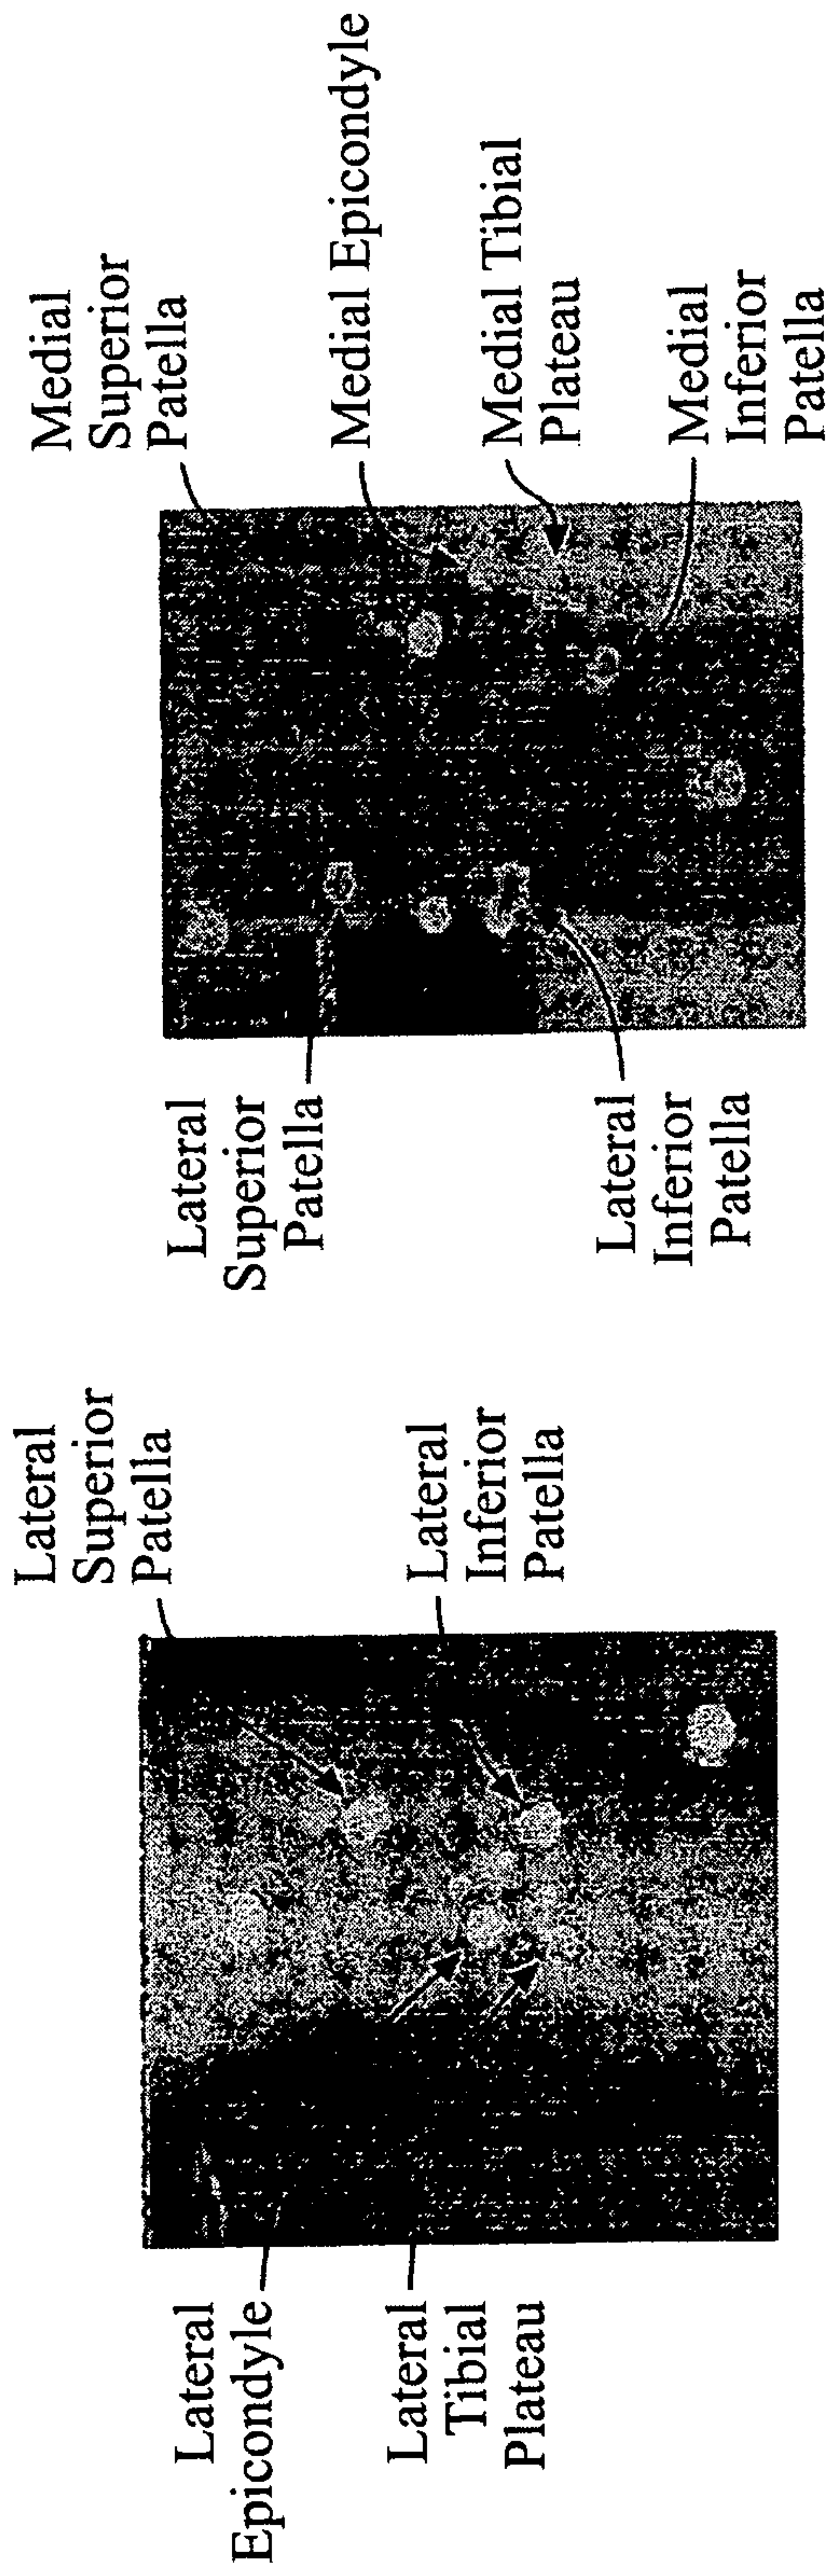 Lateral
Superior
Patella
Lateral
Inferior
Patella
Lateral
Epicondyle
Lateral
Tibial
Plateau
Medial
Superior
Patella
Medial Epicondyle
Medial Tibial
Plateau
Medial
Inferior
Patella
Lateral
Superior
Patella
Lateral
Inferior
Patella